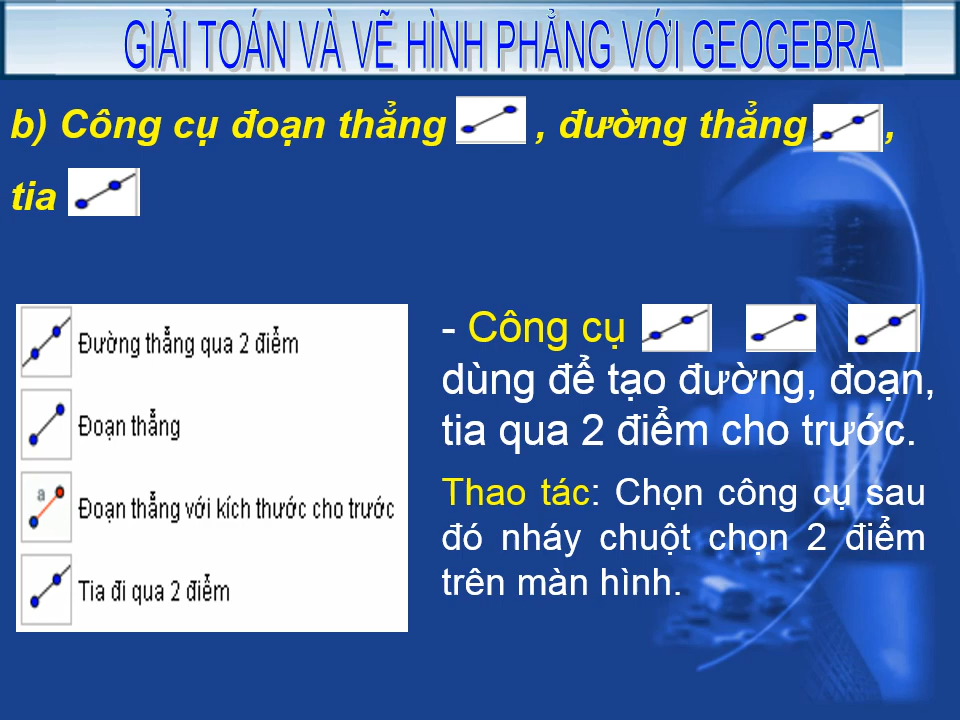 GIẢI TOÁN VÀ VẼ HÌNH PHẲNG VỚI GEOGEBRA
b) Công cụ đoạn thẳng , đường thẳng ,
tia
Đường thẳng qua 2 điểm
Đoạn thẳng
a
Đoạn thẳng với kích thước cho trước
Tia đi qua 2 điểm
- Công cụ
dùng để tạo đường, đoạn,
tia qua 2 điểm cho trước.
Thao tác: Chọn công cụ sau
đó nháy chuột chọn 2 điểm
trên màn hình.